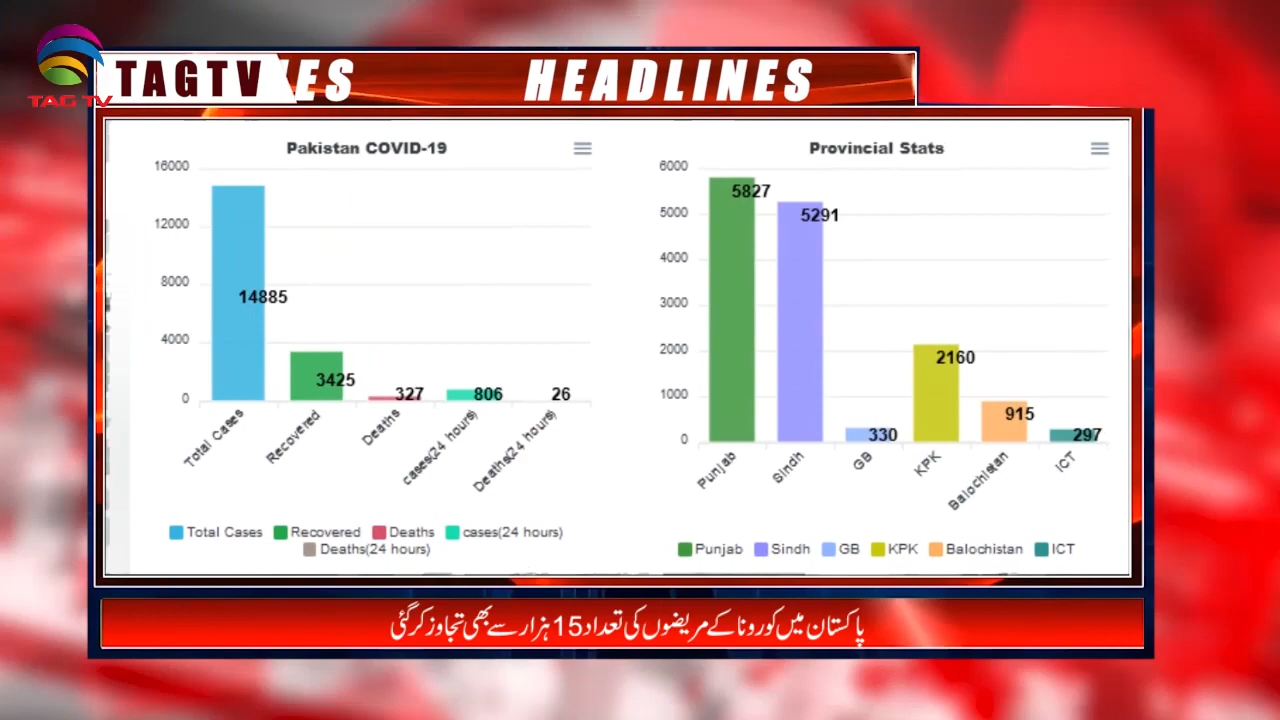 TAGTV
ES
HEADLINES
TAG TV
Pakistan COVID-19
16000
12000
8000
4000
0
14885
3425
327
806
26
Total Cases
Recovered
Deaths
cases(24 hours)
Deaths(24 hours)
Total Cases Recovered Deaths cases(24 hours)
Deaths(24 hours)
Provincial Stats
6000
5000
4000
3000
2000
1000
0
5827
5291
330
2160
915
297
Punjab
Sindh
GB
KPK
Balochistan
ICT
Punjab Sindh GB KPK Balochistan ICT
پاکستان میں کورونا کے مریضوں کی تعداد 15 ہزار سے بھی تجاوز کر گئی